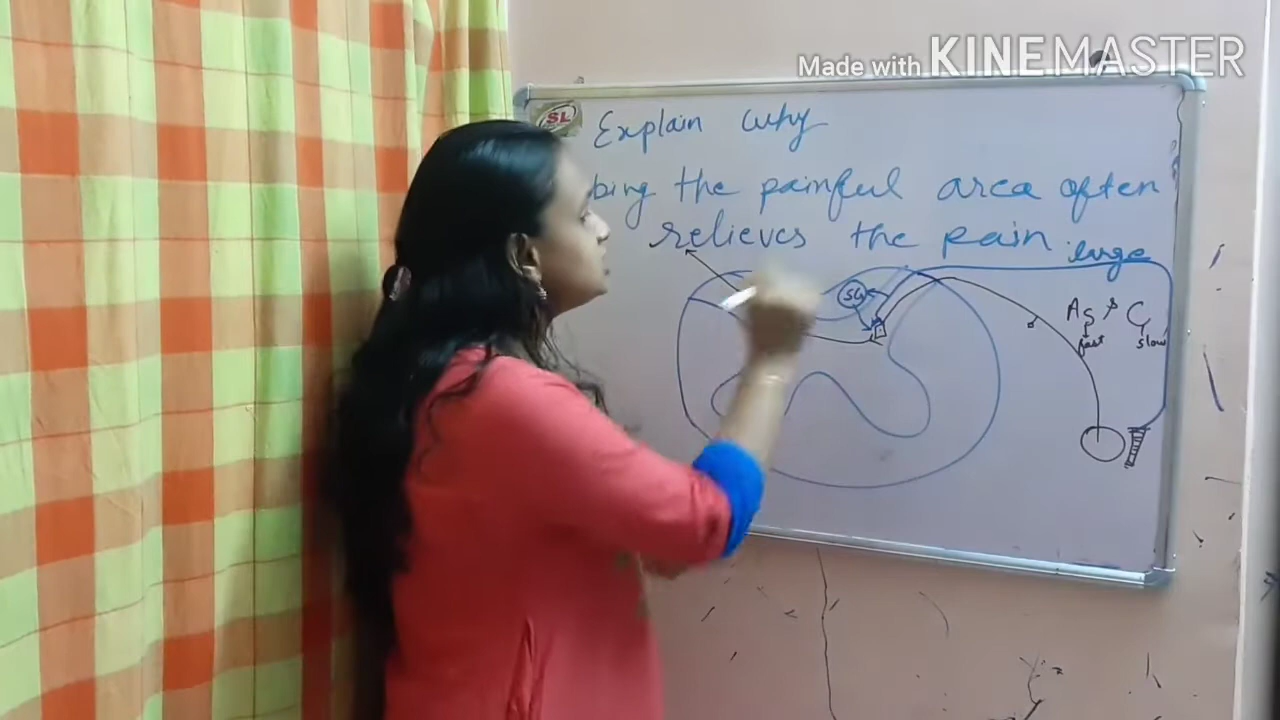 Made with KINEMASTER
SL
Explain why
bing the painful area often
relieves the pain
large
SG
Aδ & C
fast slow